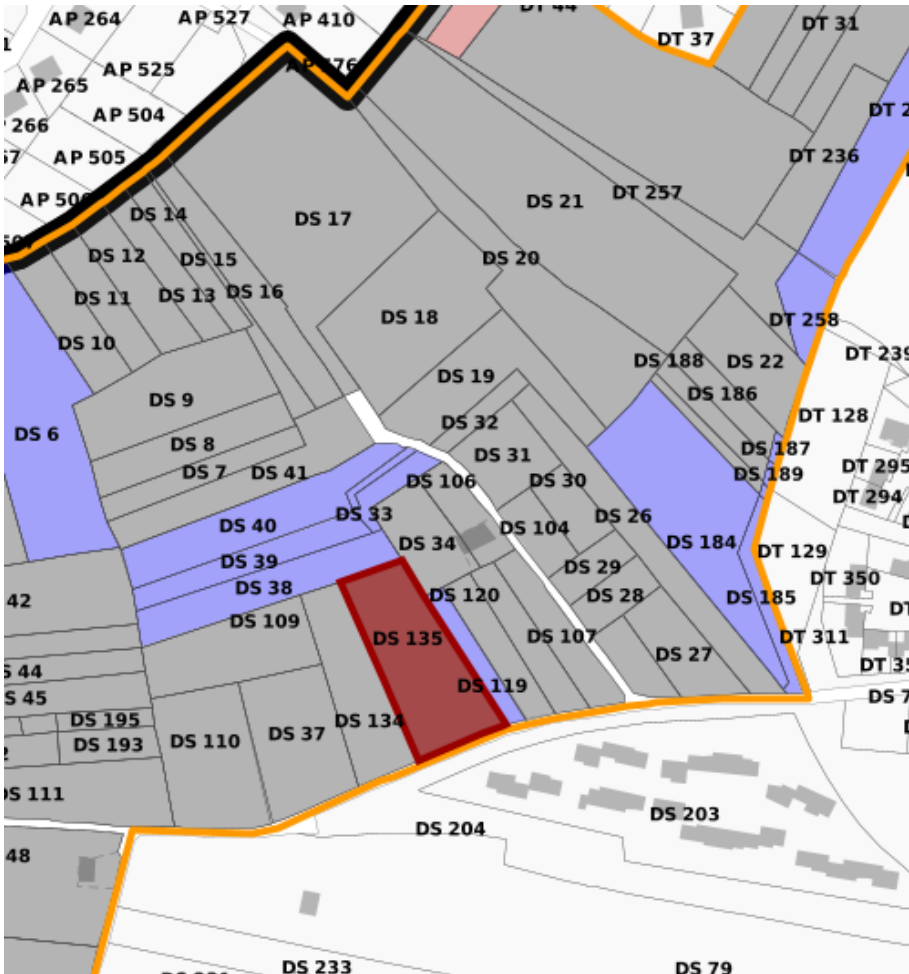 AP 264
AP 527
AP 410
DT 44
DT 31
DT 37
AP 525
AP 265
AP 504
266
DT 236
AP 505
DS 14
DS 17
DS 21
DT 257
DS 12
DS 15
DS 20
DS 11
DS 13
DS 16
DS 18
DT 258
DS 10
DS 188
DS 22
DT 239
DS 19
DS 186
DS 9
DT 128
DS 32
DS 6
DS 8
DS 31
DS 187
DS 7
DS 41
DS 106
DS 30
DS 189
DT 295
DT 294
DS 40
DS 33
DS 104
DS 26
DS 34
DS 184
DT 129
DS 39
DS 29
DT 350
DS 38
DS 120
DS 28
DS 185
42
DS 109
DS 135
DS 107
DT 311
DS 27
S 44
DS 119
S 45
DS 195
DS 134
DS 193
DS 110
DS 37
DS 111
DS 203
DS 204
48
DS 233
DS 79